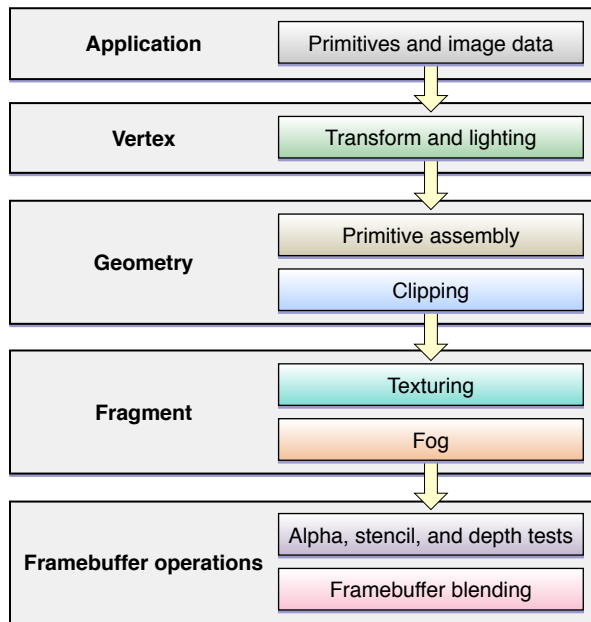 Application
Primitives and image data
Vertex
Transform and lighting
Geometry
Primitive assembly
Clipping
Fragment
Texturing
Fog
Framebuffer operations
Alpha, stencil, and depth tests
Framebuffer blending